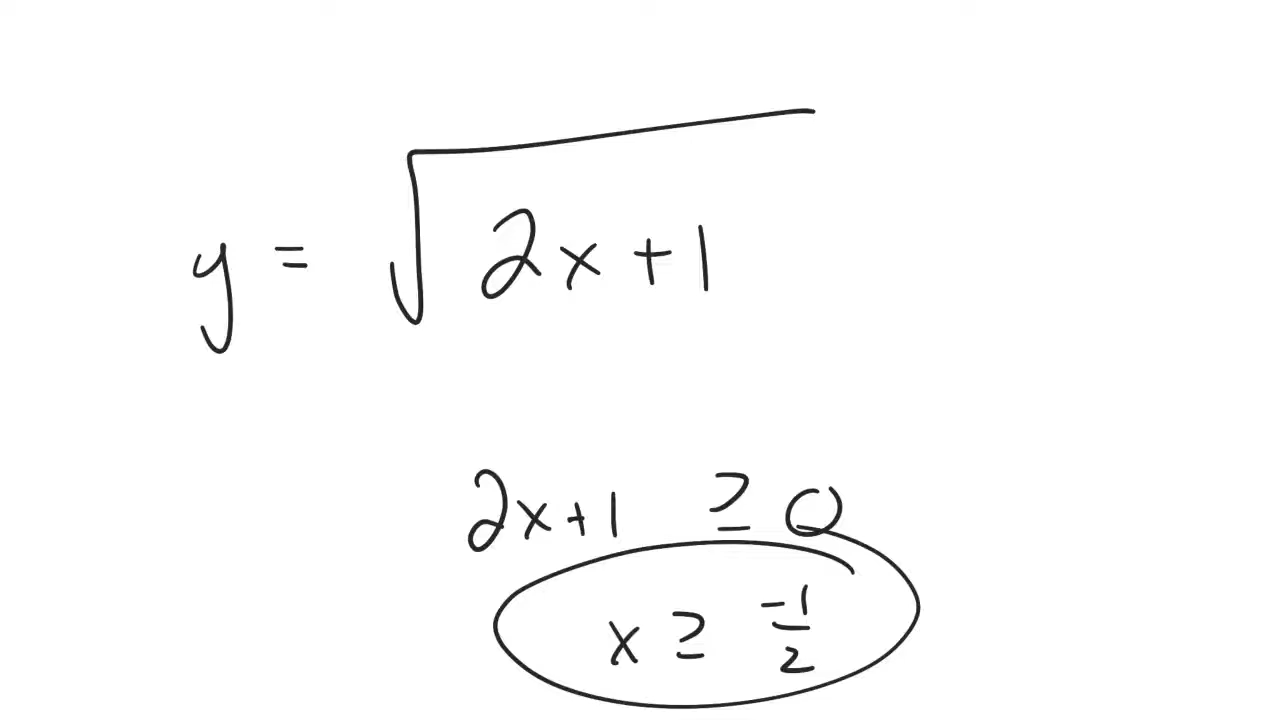 y = √(2x+1)
2x+1 ≥ 0
x ≥ -1/2